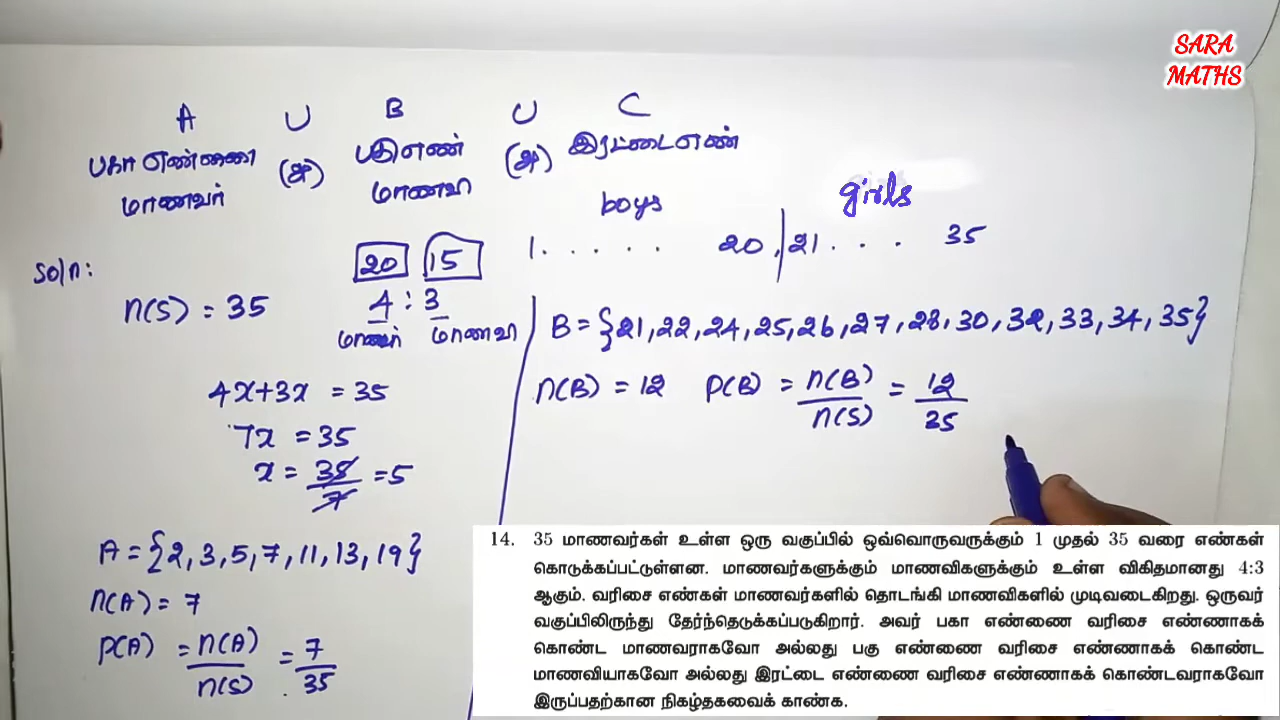 SARA
MATHS
A ∪ B ∪ C
பகா எண்ணை (அ) பகுஎண் (அ) இரட்டைஎண்
மாணவர் மாணவி
boys girls
1 . . . . . 20, 21 . . . 35
soln:
20 15
n(S) = 35 4 : 3
மாணவர் மாணவி
4x+3x = 35
7x = 35
x = 35/7 = 5
A = {2, 3, 5, 7, 11, 13, 19}
n(A) = 7
P(A) = n(A)/n(S) = 7/35
B = {21, 22, 24, 25, 26, 27, 28, 30, 32, 33, 34, 35}
n(B) = 12 P(B) = n(B)/n(S) = 12/35
14. 35 மாணவர்கள் உள்ள ஒரு வகுப்பில் ஒவ்வொருவருக்கும் 1 முதல் 35 வரை எண்கள்
கொடுக்கப்பட்டுள்ளன. மாணவர்களுக்கும் மாணவிகளுக்கும் உள்ள விகிதமானது 4:3
ஆகும். வரிசை எண்கள் மாணவர்களில் தொடங்கி மாணவிகளில் முடிவடைகிறது. ஒருவர்
வகுப்பிலிருந்து தேர்ந்தெடுக்கப்படுகிறார். அவர் பகா எண்ணை வரிசை எண்ணாகக்
கொண்ட மாணவராகவோ அல்லது பகு எண்ணை வரிசை எண்ணாகக் கொண்ட
மாணவியாகவோ அல்லது இரட்டை எண்ணை வரிசை எண்ணாகக் கொண்டவராகவோ
இருப்பதற்கான நிகழ்தகவைக் காண்க.